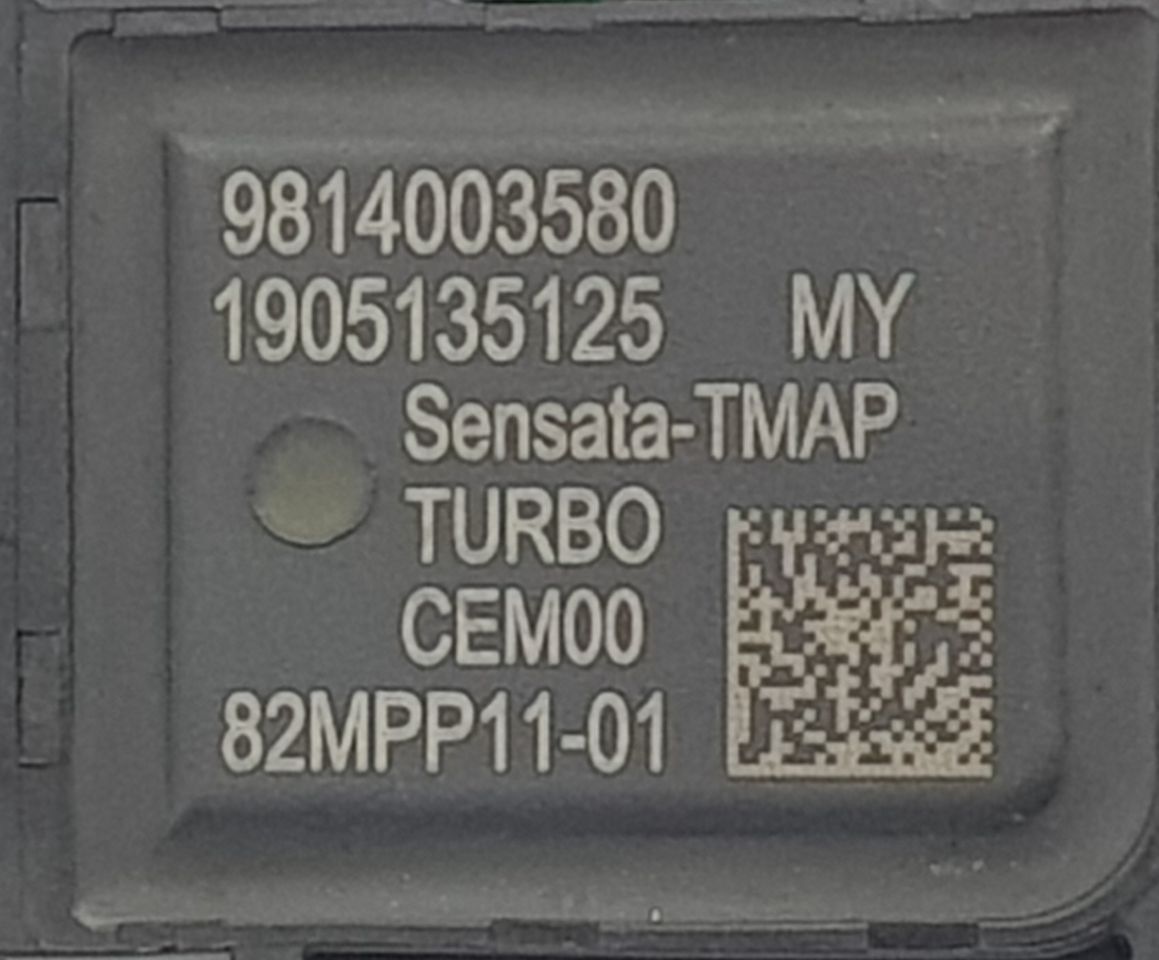 9814003580
1905135125 MY
Sensata-TMAP
TURBO
CEM00
82MPP11-01